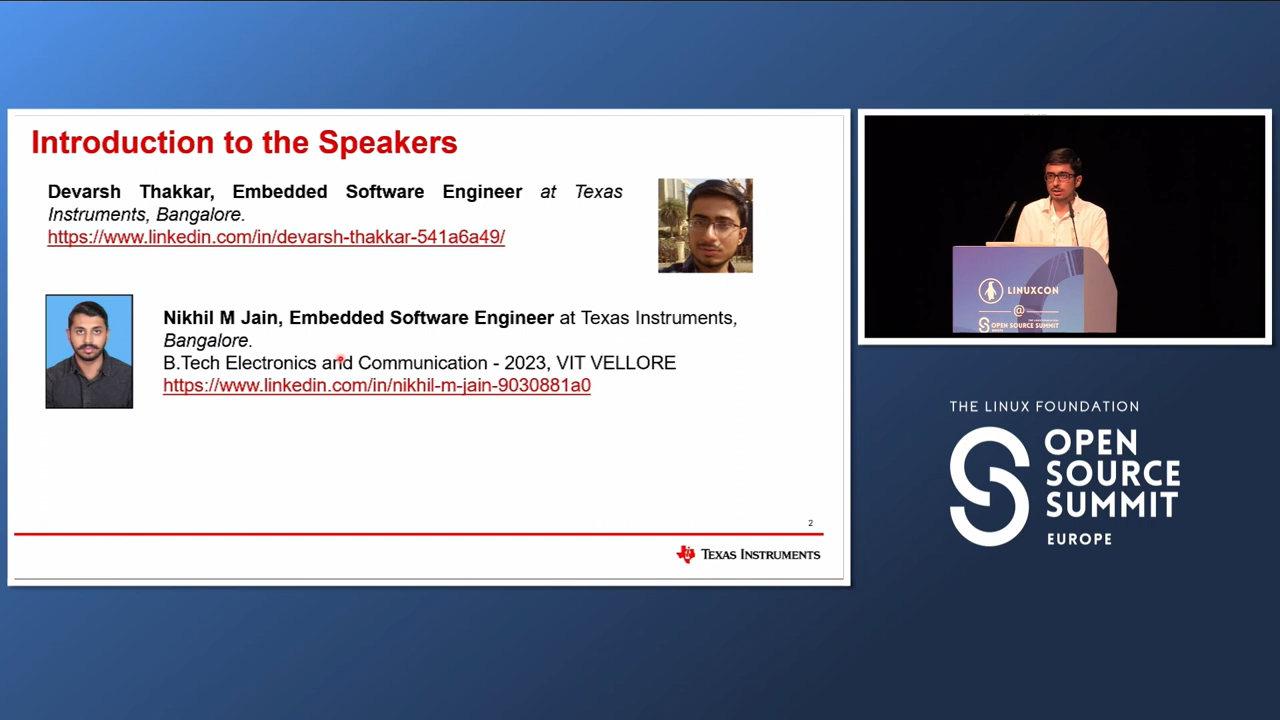 Introduction to the Speakers
Devarsh Thakkar, Embedded Software Engineer at Texas
Instruments, Bangalore.
https://www.linkedin.com/in/devarsh-thakkar-541a6a49/
Nikhil M Jain, Embedded Software Engineer at Texas Instruments,
Bangalore.
B.Tech Electronics and Communication - 2023, VIT VELLORE
https://www.linkedin.com/in/nikhil-m-jain-9030881a0
2
TEXAS INSTRUMENTS
LINUXCON
@
THE LINUX FOUNDATION
OPEN SOURCE SUMMIT
THE LINUX FOUNDATION
OPEN
SOURCE
SUMMIT
EUROPE